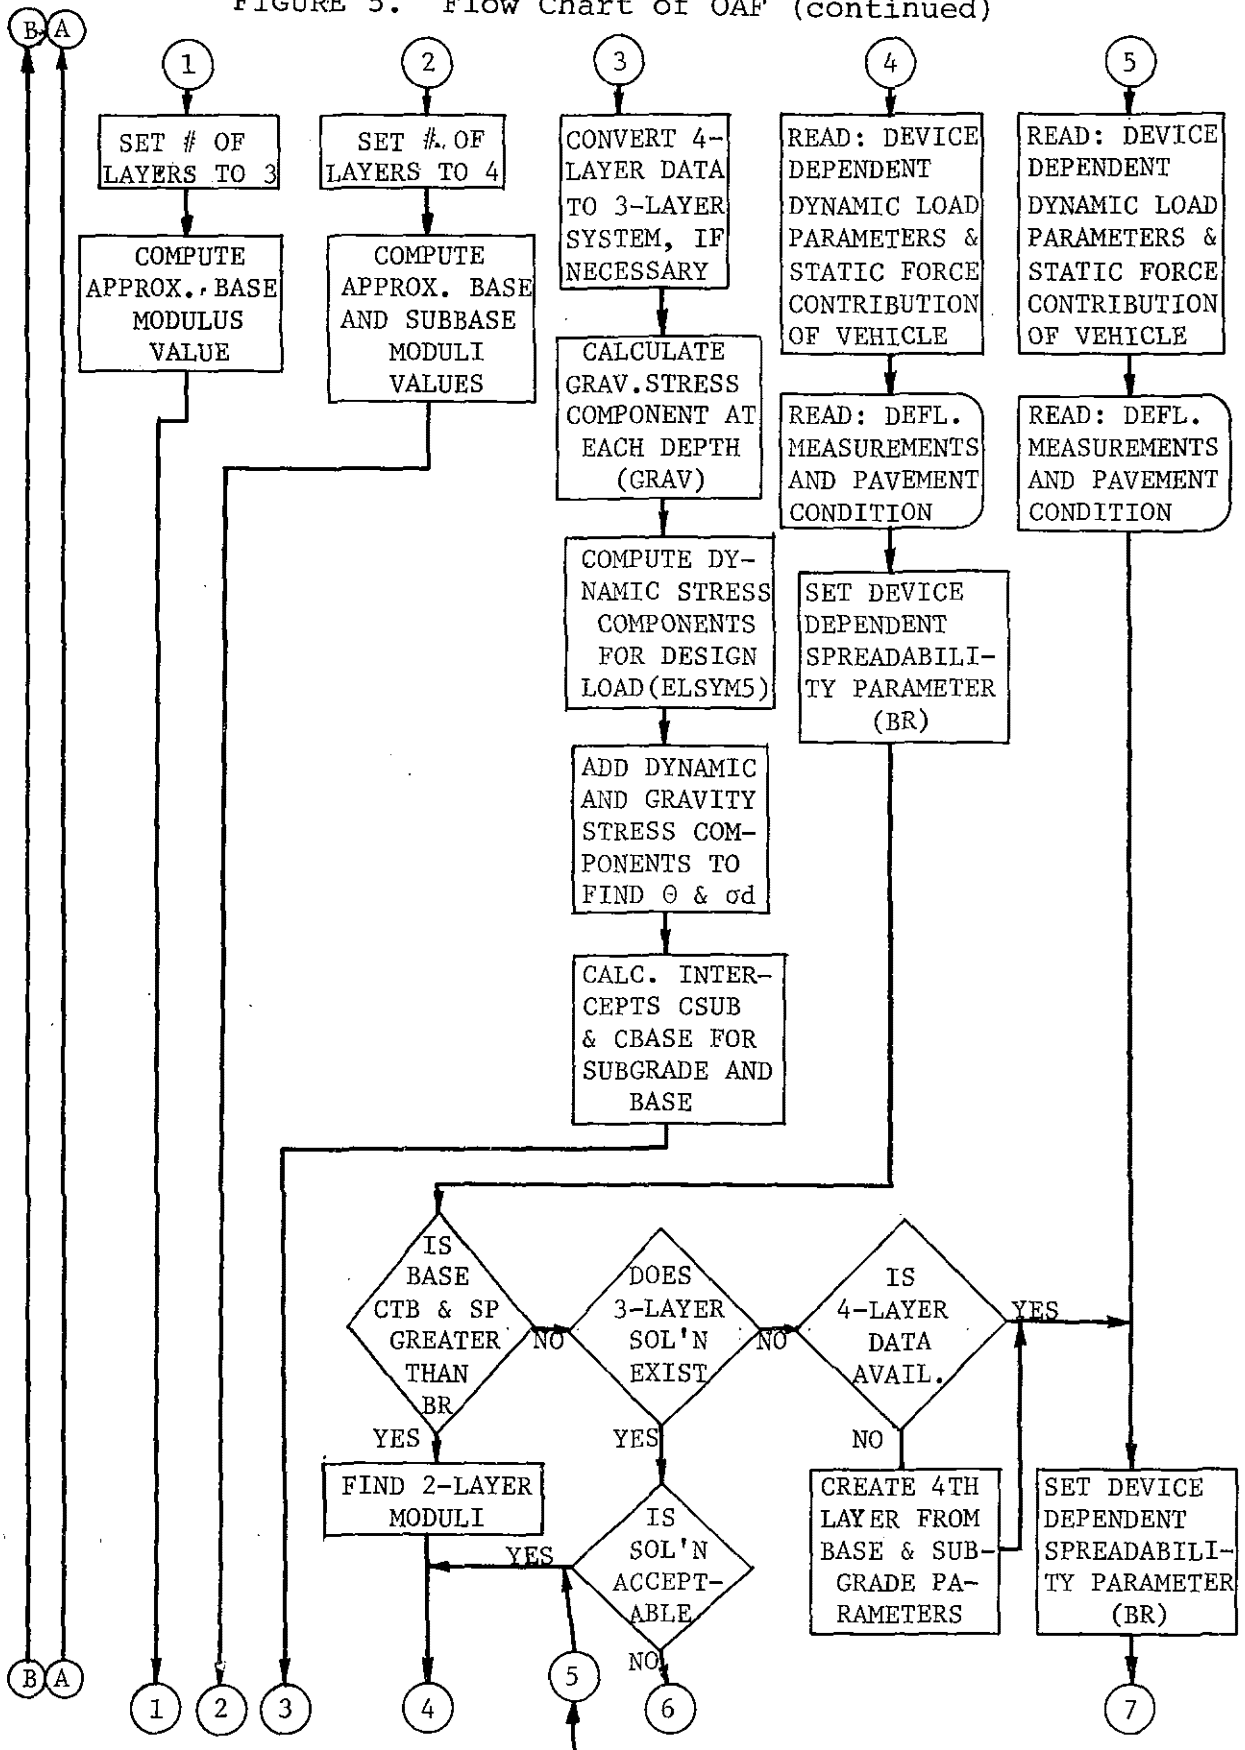 FIGURE 5. Flow Chart of OAF (continued)
B A
1
2
3
4
5
SET # OF
LAYERS TO 3
COMPUTE
APPROX. BASE
MODULUS
VALUE
SET # OF
LAYERS TO 4
COMPUTE
APPROX. BASE
AND SUBBASE
MODULI
VALUES
CONVERT 4-
LAYER DATA
TO 3-LAYER
SYSTEM, IF
NECESSARY
CALCULATE
GRAV.STRESS
COMPONENT AT
EACH DEPTH
(GRAV)
COMPUTE DY-
NAMIC STRESS
COMPONENTS
FOR DESIGN
LOAD(ELSYM5)
ADD DYNAMIC
AND GRAVITY
STRESS COM-
PONENTS TO
FIND Θ & σd
CALC. INTER-
CEPTS CSUB
& CBASE FOR
SUBGRADE AND
BASE
READ: DEVICE
DEPENDENT
DYNAMIC LOAD
PARAMETERS &
STATIC FORCE
CONTRIBUTION
OF VEHICLE
READ: DEFL.
MEASUREMENTS
AND PAVEMENT
CONDITION
SET DEVICE
DEPENDENT
SPREADABILI-
TY PARAMETER
(BR)
READ: DEVICE
DEPENDENT
DYNAMIC LOAD
PARAMETERS &
STATIC FORCE
CONTRIBUTION
OF VEHICLE
READ: DEFL.
MEASUREMENTS
AND PAVEMENT
CONDITION
IS
BASE
CTB & SP
GREATER
THAN
BR
NO
YES
FIND 2-LAYER
MODULI
DOES
3-LAYER
SOL'N
EXIST
NO
YES
IS
SOL'N
ACCEPT-
ABLE
YES
NO
IS
4-LAYER
DATA
AVAIL.
YES
NO
CREATE 4TH
LAYER FROM
BASE & SUB-
GRADE PA-
RAMETERS
SET DEVICE
DEPENDENT
SPREADABILI-
TY PARAMETER
(BR)
B A
1
2
3
4
5
6
7